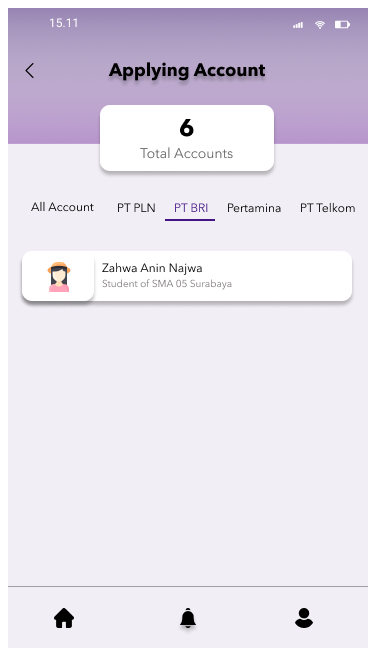 15.11
Applying Account
6
Total Accounts
All Account PT PLN PT BRI Pertamina PT Telkom
Zahwa Anin Najwa
Student of SMA 05 Surabaya